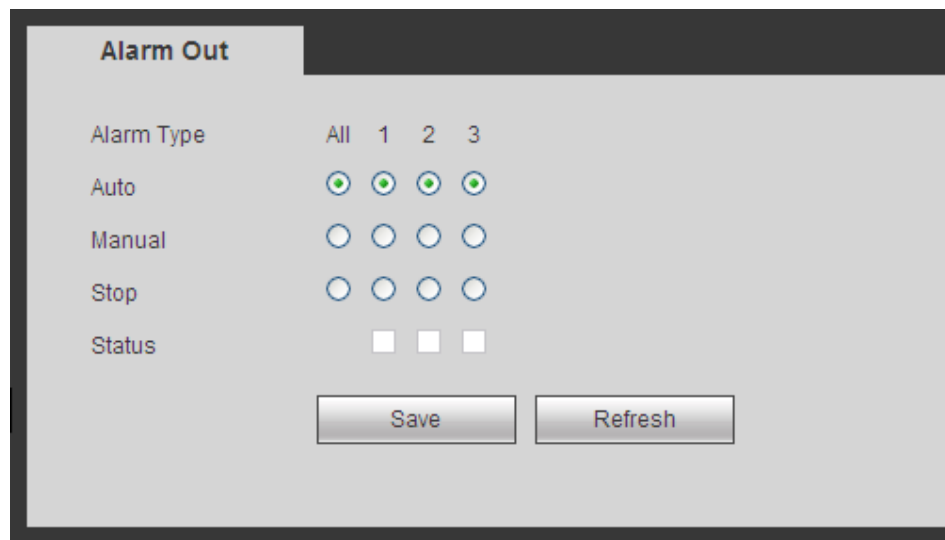 Alarm Out
Alarm Type All 1 2 3
Auto
Manual
Stop
Status
Save Refresh